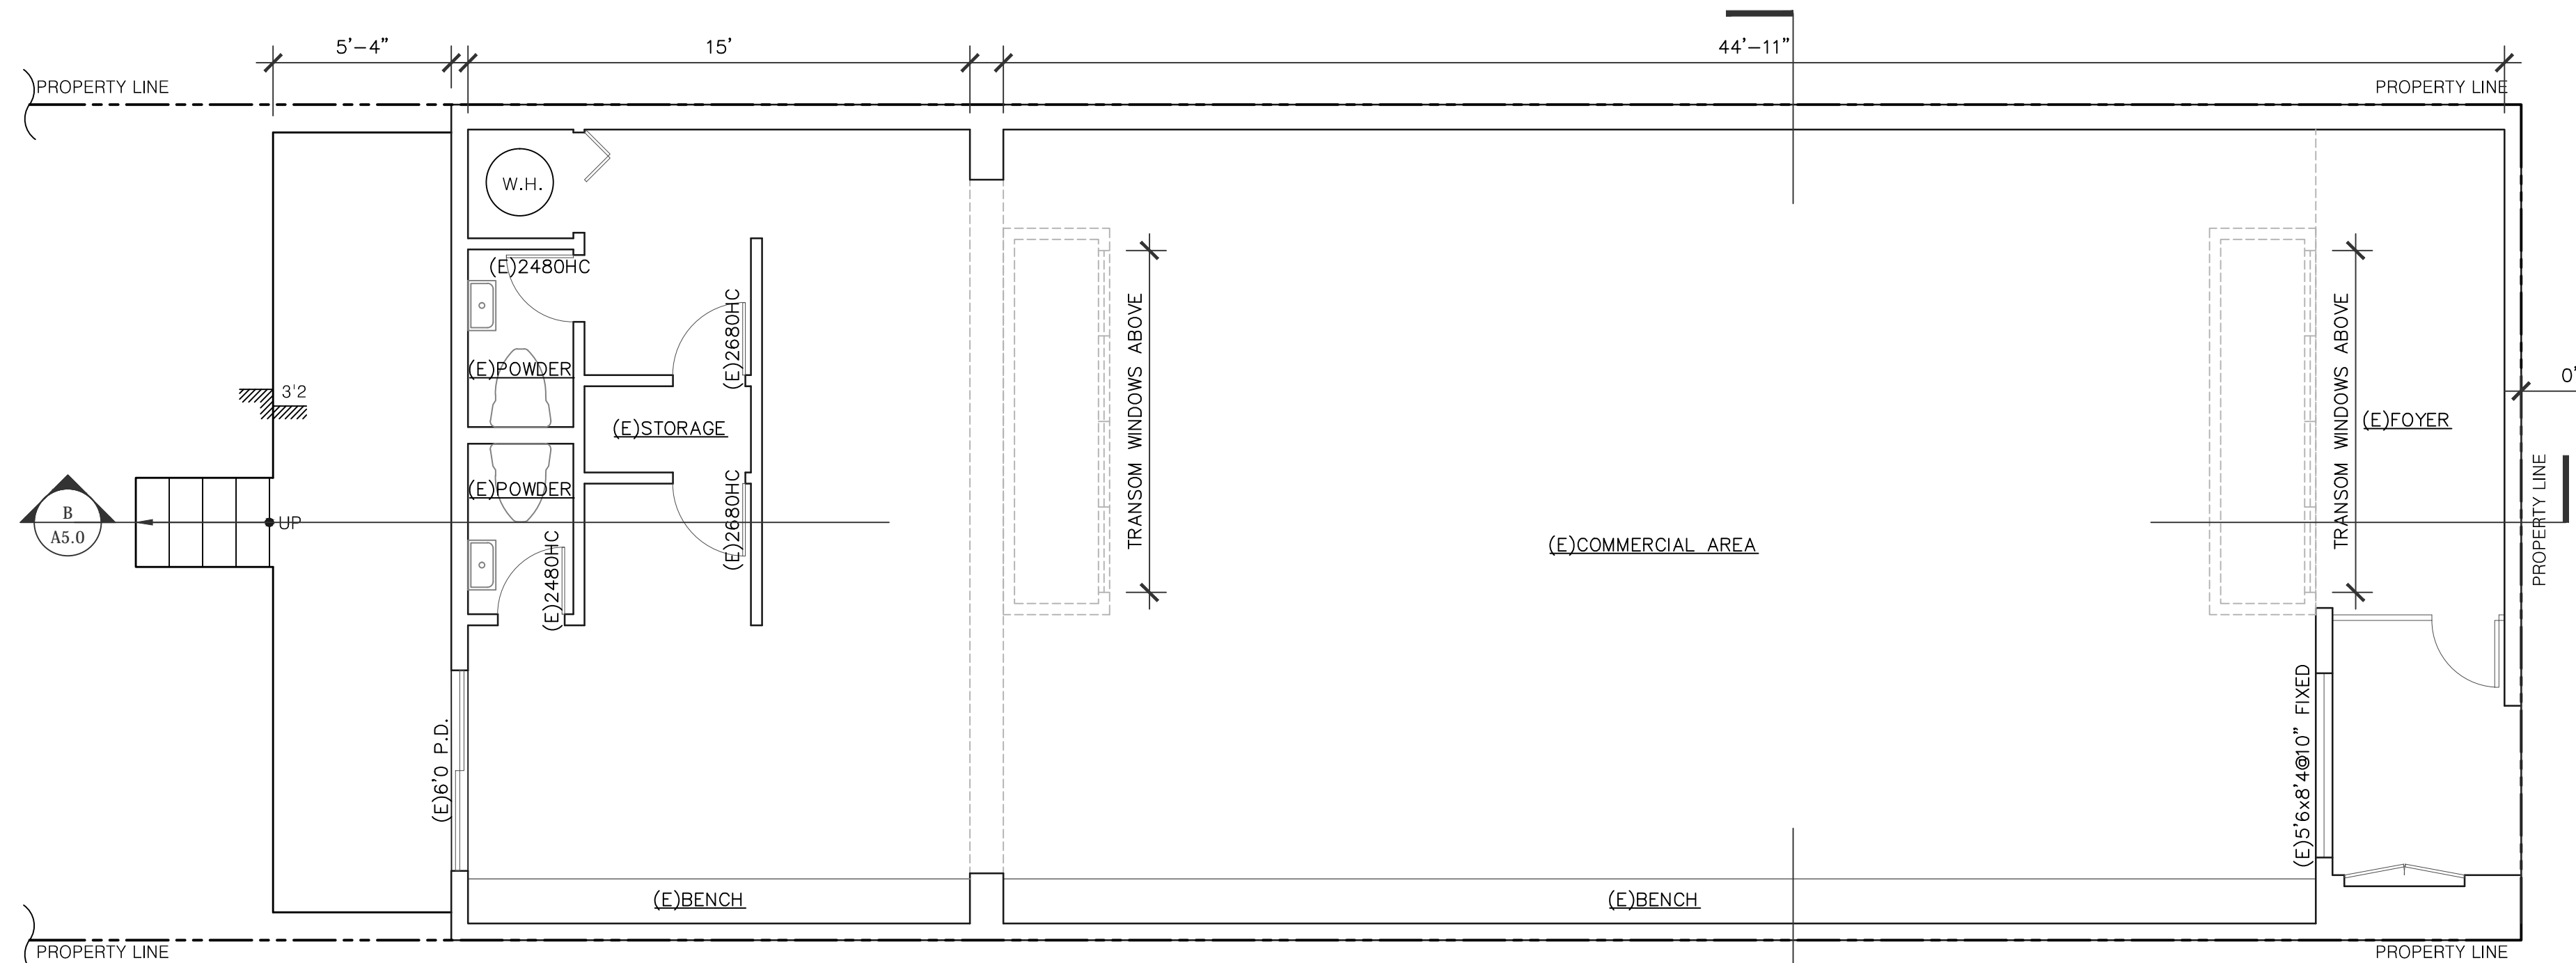 5'-4"
15'
44'-11"
PROPERTY LINE
PROPERTY LINE
W.H.
(E)2480HC
(E)2680HC
TRANSOM WINDOWS ABOVE
TRANSOM WINDOWS ABOVE
(E)POWDER
0'
3'2
(E)STORAGE
(E)FOYER
(E)POWDER
B
A5.0
UP
(E)2680HC
(E)2480HC
(E)COMMERCIAL AREA
PROPERTY LINE
(E)6'0 P.D.
(E)5'6x8'4@10" FIXED
(E)BENCH
(E)BENCH
PROPERTY LINE
PROPERTY LINE